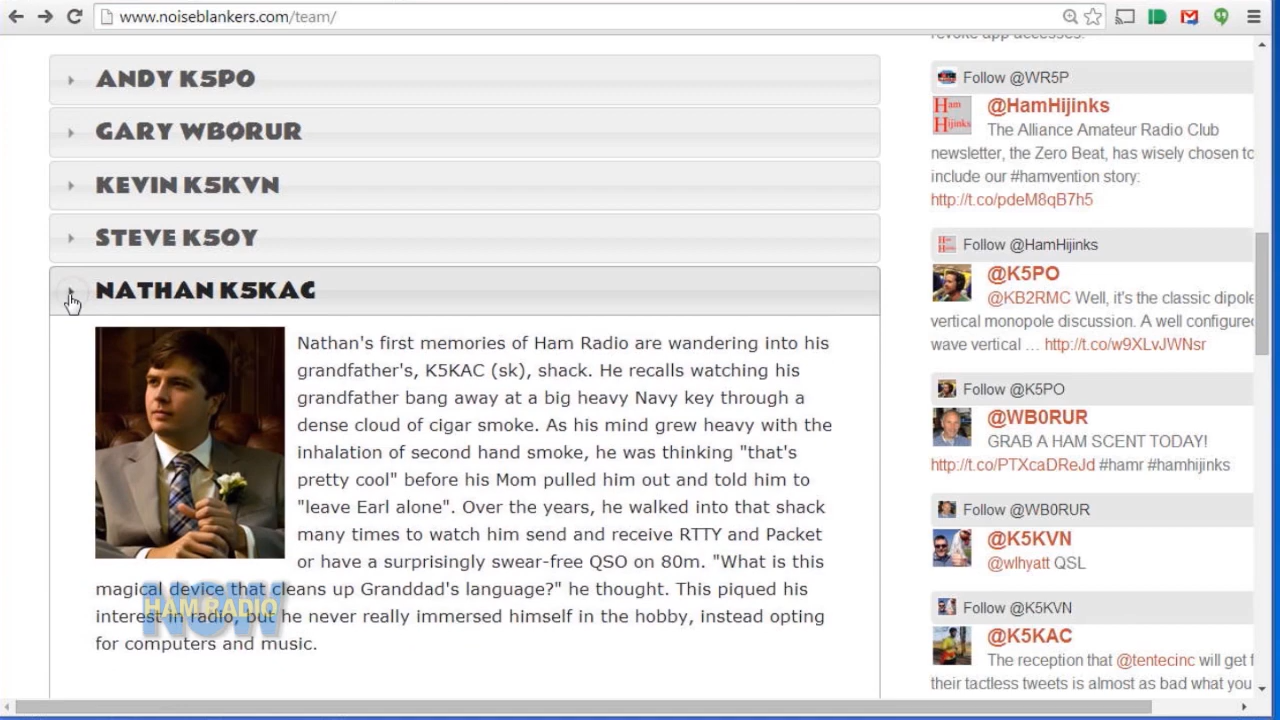 www.noiseblankers.com/team/
ANDY K5PO
GARY WBØRUR
KEVIN K5KVN
STEVE K5OY
NATHAN K5KAC
Nathan's first memories of Ham Radio are wandering into his
grandfather's, K5KAC (sk), shack. He recalls watching his
grandfather bang away at a big heavy Navy key through a
dense cloud of cigar smoke. As his mind grew heavy with the
inhalation of second hand smoke, he was thinking "that's
pretty cool" before his Mom pulled him out and told him to
"leave Earl alone". Over the years, he walked into that shack
many times to watch him send and receive RTTY and Packet
or have a surprisingly swear-free QSO on 80m. "What is this
magical device that cleans up Granddad's language?" he thought. This piqued his
interest in radio, but he never really immersed himself in the hobby, instead opting
for computers and music.
HAM RADIO
NOW
revoke app accesses.
Follow @WR5P
Ham
Hijinks
@HamHijinks
The Alliance Amateur Radio Club
newsletter, the Zero Beat, has wisely chosen to
include our #hamvention story:
http://t.co/pdeM8qB7h5
Follow @HamHijinks
@K5PO
@KB2RMC Well, it's the classic dipole
vertical monopole discussion. A well configured
wave vertical … http://t.co/w9XLvJWNsr
Follow @K5PO
@WB0RUR
GRAB A HAM SCENT TODAY!
http://t.co/PTXcaDReJd #hamr #hamhijinks
Follow @WB0RUR
@K5KVN
@wlhyatt QSL
Follow @K5KVN
@K5KAC
The reception that @tentecinc will get f
their tactless tweets is almost as bad what you